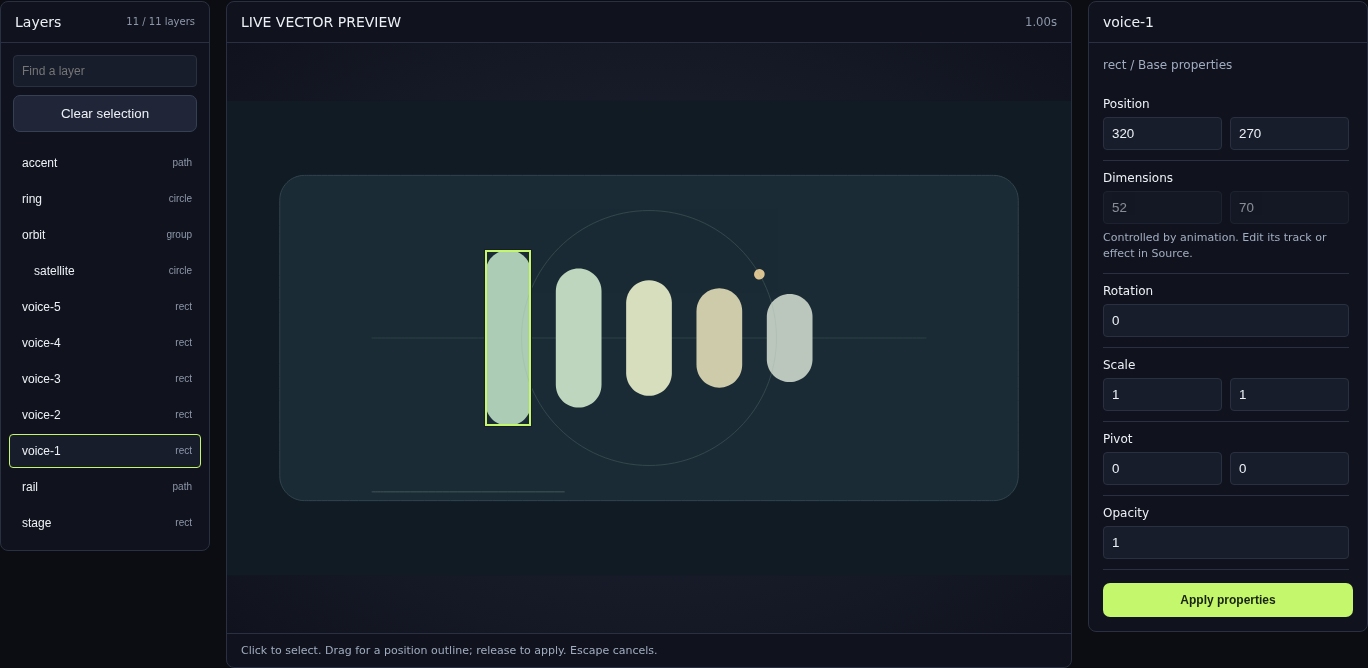 Layers
11 / 11 layers
Find a layer
Clear selection
accent path
ring circle
orbit group
satellite circle
voice-5 rect
voice-4 rect
voice-3 rect
voice-2 rect
voice-1 rect
rail path
stage rect
LIVE VECTOR PREVIEW
1.00s
Click to select. Drag for a position outline; release to apply. Escape cancels.
voice-1
rect / Base properties
Position
320 270
Dimensions
52 70
Controlled by animation. Edit its track or
effect in Source.
Rotation
0
Scale
1 1
Pivot
0 0
Opacity
1
Apply properties